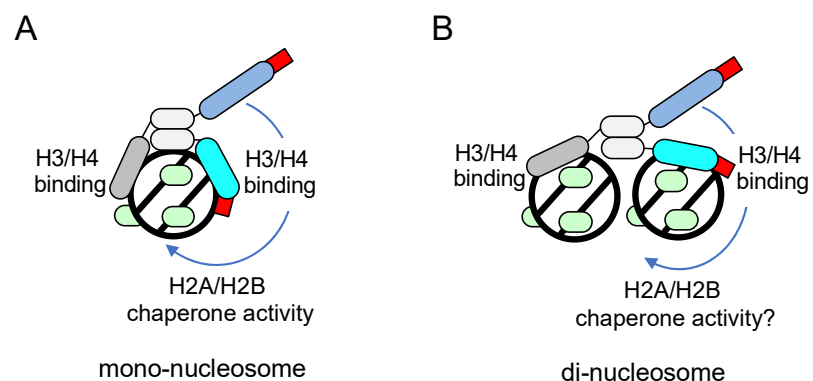 A
H3/H4
binding
H3/H4
binding
H2A/H2B
chaperone activity
mono-nucleosome
B
H3/H4
binding
H3/H4
binding
H2A/H2B
chaperone activity?
di-nucleosome